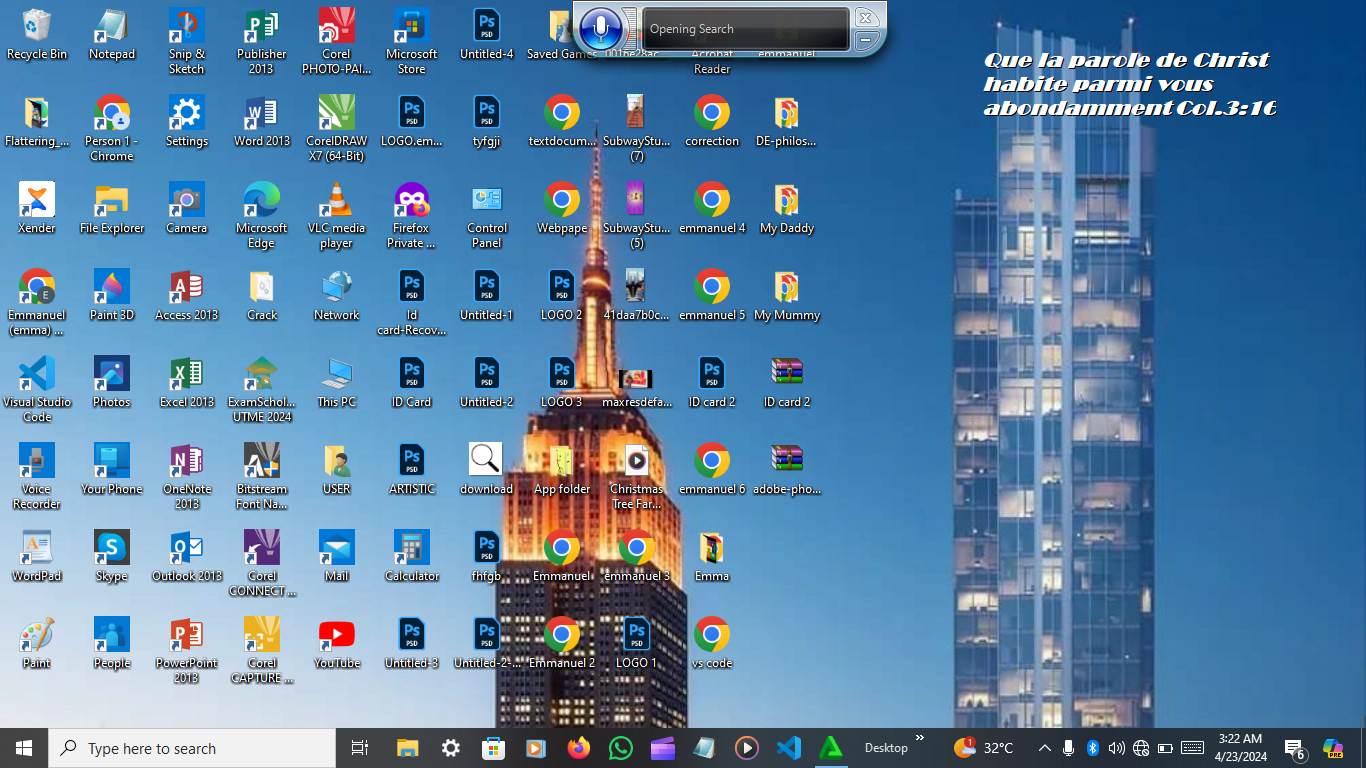 Opening Search
Que la parole de Christ
habite parmi vous
abondamment Col.3:16
Recycle Bin
Notepad
Snip &
Sketch
Publisher
2013
Corel
PHOTO-PAI...
Microsoft
Store
Untitled-4
Saved Games
Acrobat
Reader
emmanuel
Flattering_...
Person 1 -
Chrome
Settings
Word 2013
CorelDRAW
X7 (64-Bit)
LOGO.em...
tyfgji
textdocum...
SubwayStu...
(7)
correction
DE-philos...
Xender
File Explorer
Camera
Microsoft
Edge
VLC media
player
Firefox
Private ...
Control
Panel
Webpape
SubwayStu...
(5)
emmanuel 4
My Daddy
Emmanuel
(emma) ...
Paint 3D
Access 2013
Crack
Network
Id
card-Recov...
Untitled-1
LOGO 2
41daa7b0c...
emmanuel 5
My Mummy
Visual Studio
Code
Photos
Excel 2013
ExamSchol...
UTME 2024
This PC
ID Card
Untitled-2
LOGO 3
maxresdefa...
ID card 2
ID card 2
Voice
Recorder
Your Phone
OneNote
2013
Bitstream
Font Na...
USER
ARTISTIC
download
App folder
Christmas
Tree Far...
emmanuel 6
adobe-pho...
WordPad
Skype
Outlook 2013
Corel
CONNECT ...
Mail
Calculator
fhfgb
Emmanuel
emmanuel 3
Emma
Paint
People
PowerPoint
2013
Corel
CAPTURE ...
YouTube
Untitled-3
Untitled-2-...
Emmanuel 2
LOGO 1
vs code
Type here to search
Desktop
32°C
3:22 AM
4/23/2024